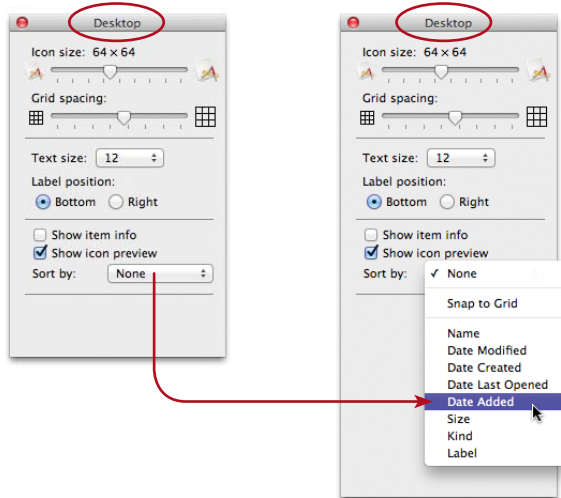 Desktop
Icon size: 64 × 64
Grid spacing:
Text size: 12
Label position:
Bottom Right
Show item info
Show icon preview
Sort by: None
Desktop
Icon size: 64 × 64
Grid spacing:
Text size: 12
Label position:
Bottom Right
Show item info
Show icon preview
Sort by: ✓ None
Snap to Grid
Name
Date Modified
Date Created
Date Last Opened
Date Added
Size
Kind
Label